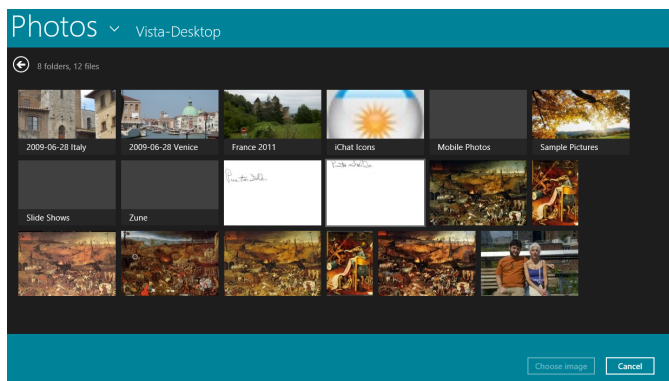 Photos Vista-Desktop
8 folders, 12 files
2009-06-28 Italy 2009-06-28 Venice France 2011 iChat Icons Mobile Photos Sample Pictures
Slide Shows Zune
Choose image Cancel